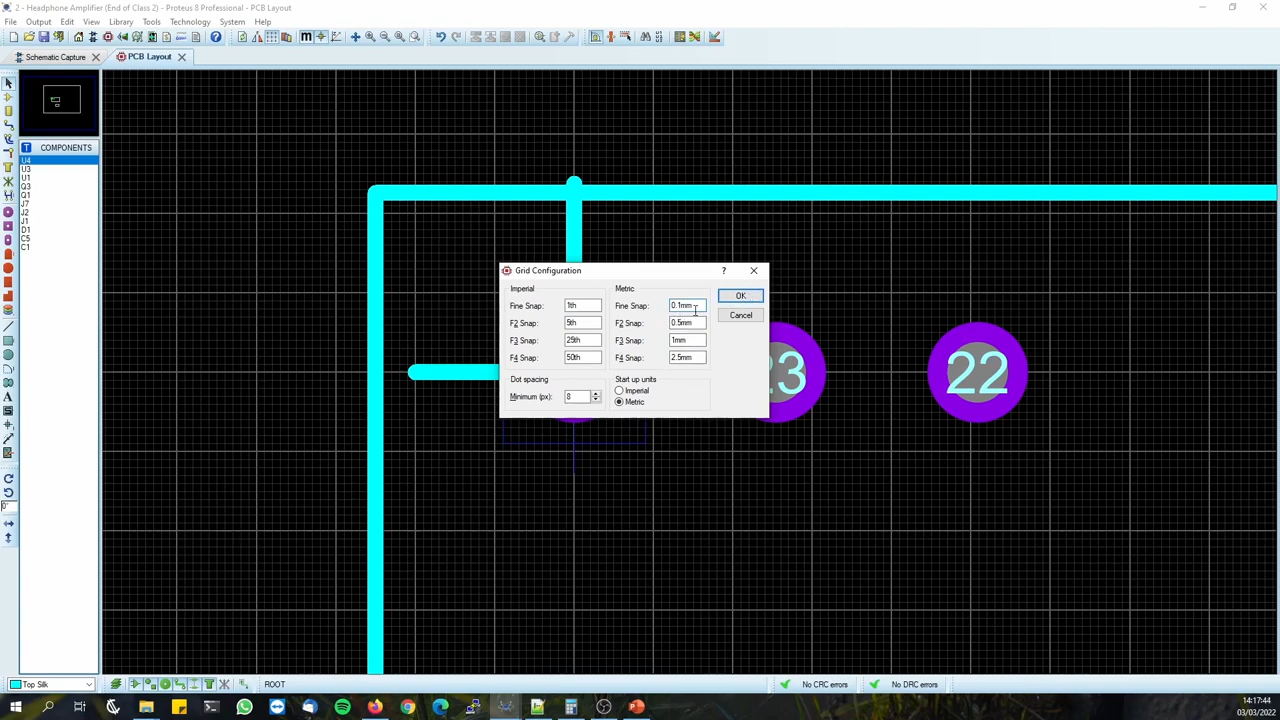 2 - Headphone Amplifier (End of Class 2) - Proteus 8 Professional - PCB Layout
File Output Edit View Library Tools Technology System Help
Schematic Capture
PCB Layout
T COMPONENTS
U4
U3
U1
Q3
Q1
J7
J2
J1
D1
C5
C1
0°
Grid Configuration
Imperial
Fine Snap: 1th
F2 Snap: 5th
F3 Snap: 25th
F4 Snap: 50th
Metric
Fine Snap: 0.1mm
F2 Snap: 0.5mm
F3 Snap: 1mm
F4 Snap: 2.5mm
OK
Cancel
Dot spacing
Minimum (px): 8
Start up units
Imperial
Metric
23
22
Top Silk
ROOT
No CRC errors
No DRC errors
14:17:44
03/03/2022